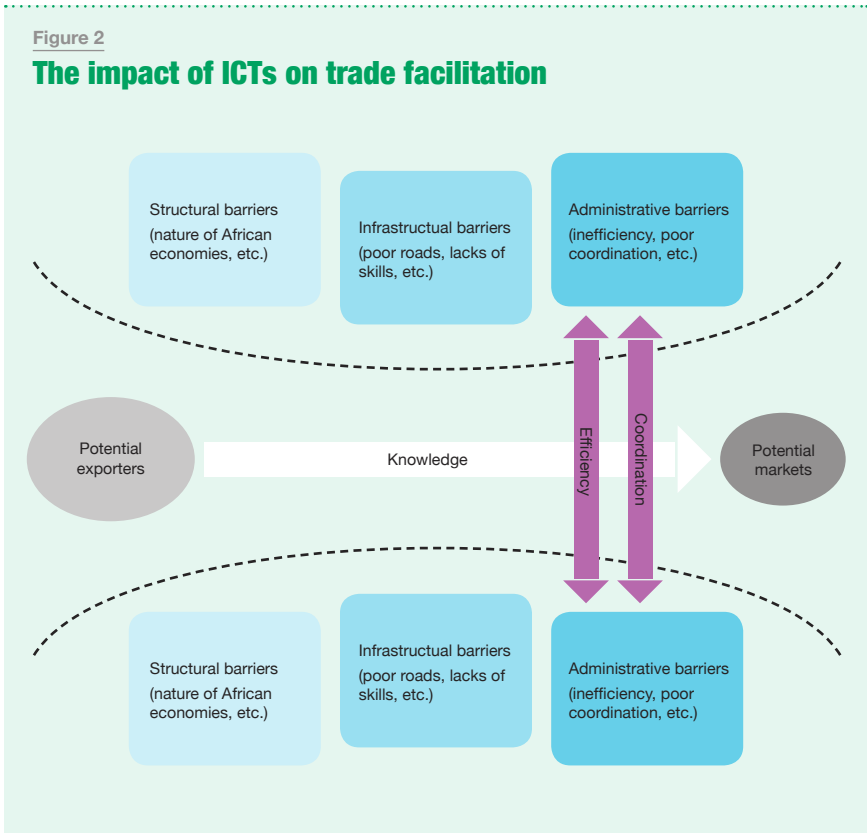 Figure 2
The impact of ICTs on trade facilitation
Structural barriers
(nature of African
economies, etc.)
Infrastructual barriers
(poor roads, lacks of
skills, etc.)
Administrative barriers
(inefficiency, poor
coordination, etc.)
Potential
exporters
Knowledge
Efficiency
Coordination
Potential
markets
Structural barriers
(nature of African
economies, etc.)
Infrastructual barriers
(poor roads, lacks of
skills, etc.)
Administrative barriers
(inefficiency, poor
coordination, etc.)